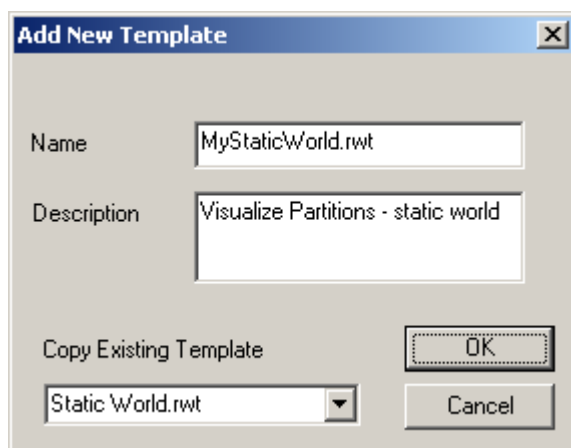 Add New Template
Name
MyStaticWorld.rwt
Description
Visualize Partitions - static world
Copy Existing Template
OK
Static World.rwt
Cancel